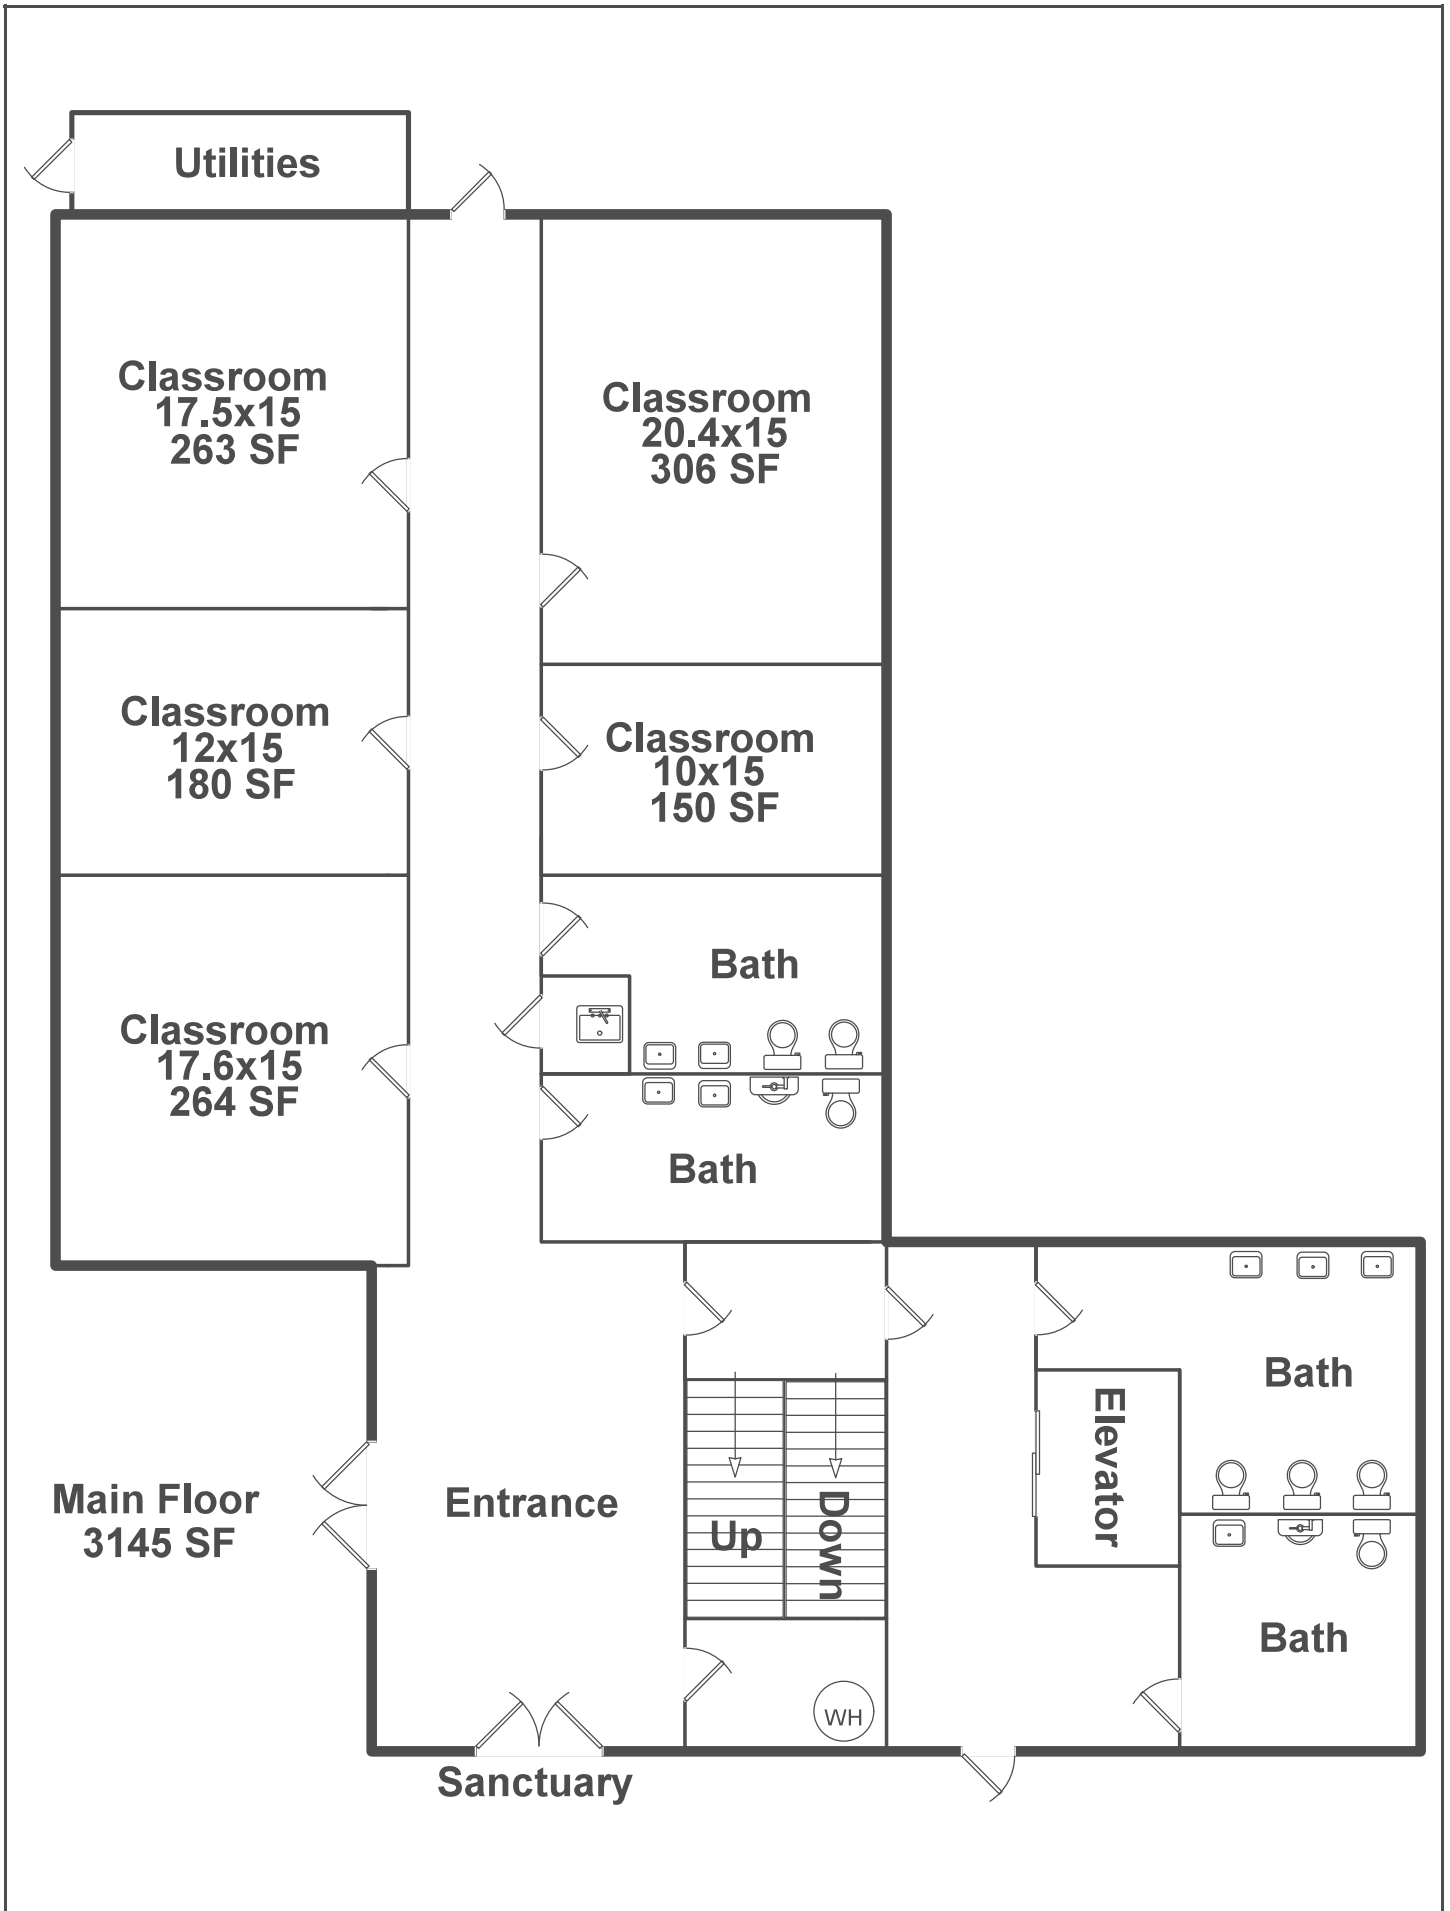 Utilities
Classroom
17.5x15
263 SF
Classroom
20.4x15
306 SF
Classroom
12x15
180 SF
Classroom
10x15
150 SF
Bath
Classroom
17.6x15
264 SF
Bath
Bath
Elevator
Main Floor
3145 SF
Entrance
Up
Down
Bath
WH
Sanctuary